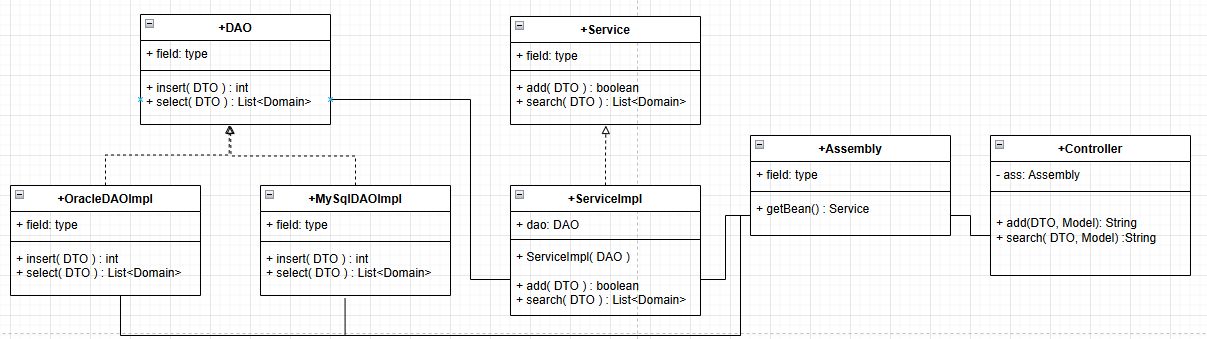 +DAO
+ field: type
+ insert( DTO ) : int
+ select( DTO ) : List<Domain>
+Service
+ field: type
+ add( DTO ) : boolean
+ search( DTO ) : List<Domain>
+OracleDAOImpl
+ field: type
+ insert( DTO ) : int
+ select( DTO ) : List<Domain>
+MySqlDAOImpl
+ field: type
+ insert( DTO ) : int
+ select( DTO ) : List<Domain>
+ServiceImpl
+ dao: DAO
+ ServiceImpl( DAO )
+ add( DTO ) : boolean
+ search( DTO ) : List<Domain>
+Assembly
+ field: type
+ getBean() : Service
+Controller
- ass: Assembly
+ add(DTO, Model): String
+ search( DTO, Model) :String